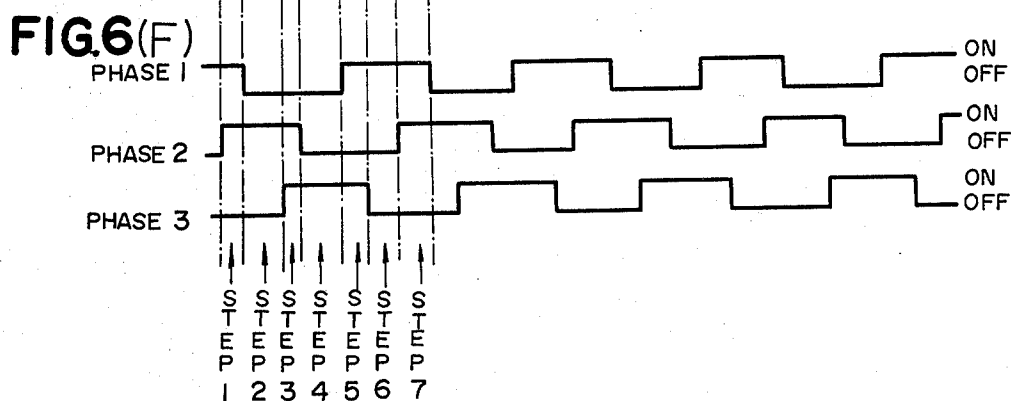 FIG.6(F)
PHASE 1 ON
OFF
PHASE 2 ON
OFF
PHASE 3 ON
OFF
STEP 1 STEP 2 STEP 3 STEP 4 STEP 5 STEP 6 STEP 7